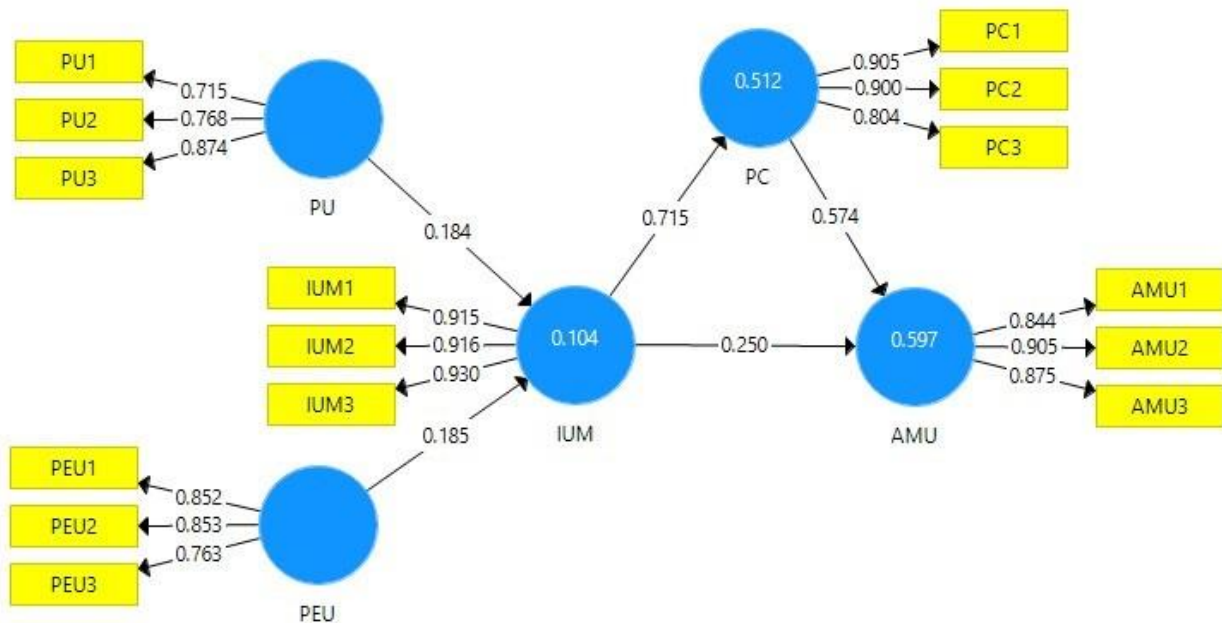 PU1
PU2
PU3
0.715
0.768
0.874
PU
0.184
PC1
PC2
PC3
0.905
0.900
0.804
0.512
PC
0.715
0.574
IUM1
IUM2
IUM3
0.915
0.916
0.930
0.104
IUM
0.250
0.597
AMU
0.844
0.905
0.875
AMU1
AMU2
AMU3
0.185
PEU1
PEU2
PEU3
0.852
0.853
0.763
PEU